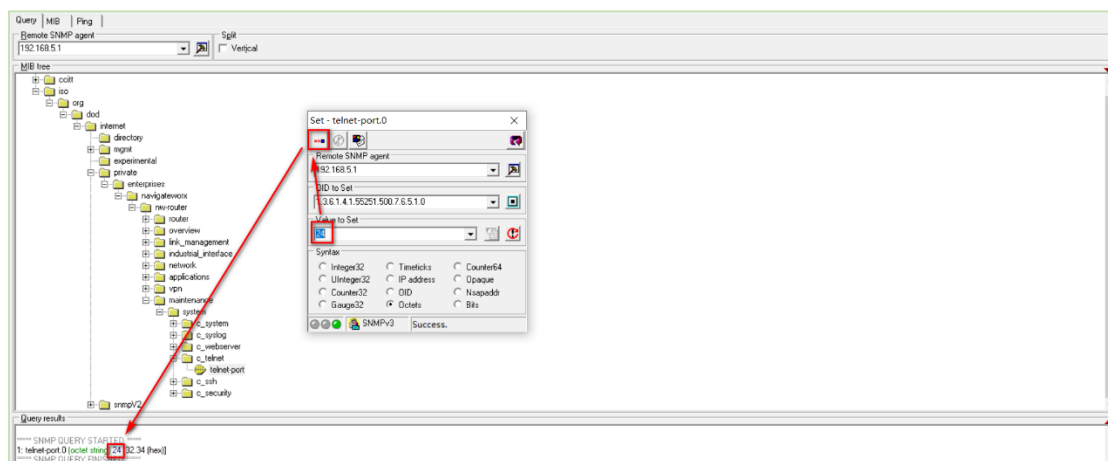 Query MIB Ping
Remote SNMP agent
Split
192.168.5.1
Vertical
MIB tree
ccitt
iso
org
dod
internet
directory
mgmt
experimental
private
enterprises
navigateworx
nw-router
router
overview
link_management
industrial_interface
network
applications
vpn
maintenance
system
c_system
c_syslog
c_webserver
c_telnet
telnet-port
c_ssh
c_security
snmpV2
Set - telnet-port.0
Remote SNMP agent
192.168.5.1
OID to Set
1.3.6.1.4.1.55251.500.7.6.5.1.0
Value to Set
24
Syntax
Integer32 Timeticks Counter64
UInteger32 IP address Opaque
Counter32 OID Nsapaddr
Gauge32 Octets Bits
SNMPv3 Success.
Query results
***** SNMP QUERY STARTED *****
1: telnet-port.0 (octet string) 24 [32.34 (hex)]
***** SNMP QUERY FINISHED *****